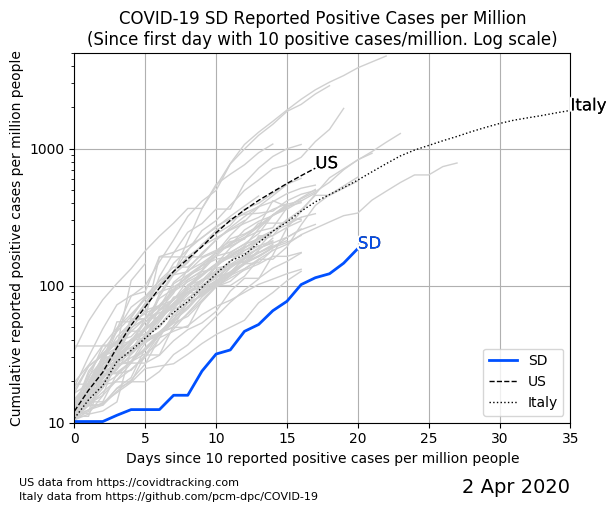 COVID-19 SD Reported Positive Cases per Million
(Since first day with 10 positive cases/million. Log scale)
Cumulative reported positive cases per million people
1000
100
10
Italy
US
SD
SD
US
Italy
0 5 10 15 20 25 30 35
Days since 10 reported positive cases per million people
US data from https://covidtracking.com
Italy data from https://github.com/pcm-dpc/COVID-19
2 Apr 2020